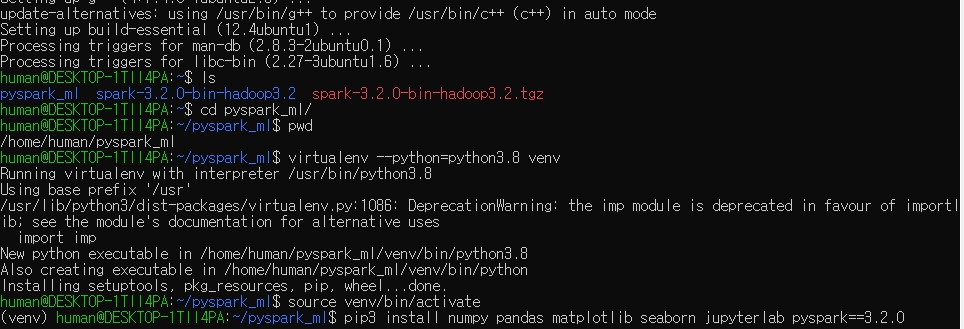 update-alternatives: using /usr/bin/g++ to provide /usr/bin/c++ (c++) in auto mode
Setting up build-essential (12.4ubuntu1) ...
Processing triggers for man-db (2.8.3-2ubuntu0.1) ...
Processing triggers for libc-bin (2.27-3ubuntu1.6) ...
human@DESKTOP-1TII4PA:~$ ls
pyspark_ml  spark-3.2.0-bin-hadoop3.2  spark-3.2.0-bin-hadoop3.2.tgz
human@DESKTOP-1TII4PA:~$ cd pyspark_ml/
human@DESKTOP-1TII4PA:~/pyspark_ml$ pwd
/home/human/pyspark_ml
human@DESKTOP-1TII4PA:~/pyspark_ml$ virtualenv --python=python3.8 venv
Running virtualenv with interpreter /usr/bin/python3.8
Using base prefix '/usr'
/usr/lib/python3/dist-packages/virtualenv.py:1086: DeprecationWarning: the imp module is deprecated in favour of importl
ib; see the module's documentation for alternative uses
  import imp
New python executable in /home/human/pyspark_ml/venv/bin/python3.8
Also creating executable in /home/human/pyspark_ml/venv/bin/python
Installing setuptools, pkg_resources, pip, wheel...done.
human@DESKTOP-1TII4PA:~/pyspark_ml$ source venv/bin/activate
(venv) human@DESKTOP-1TII4PA:~/pyspark_ml$ pip3 install numpy pandas matplotlib seaborn jupyterlab pyspark==3.2.0